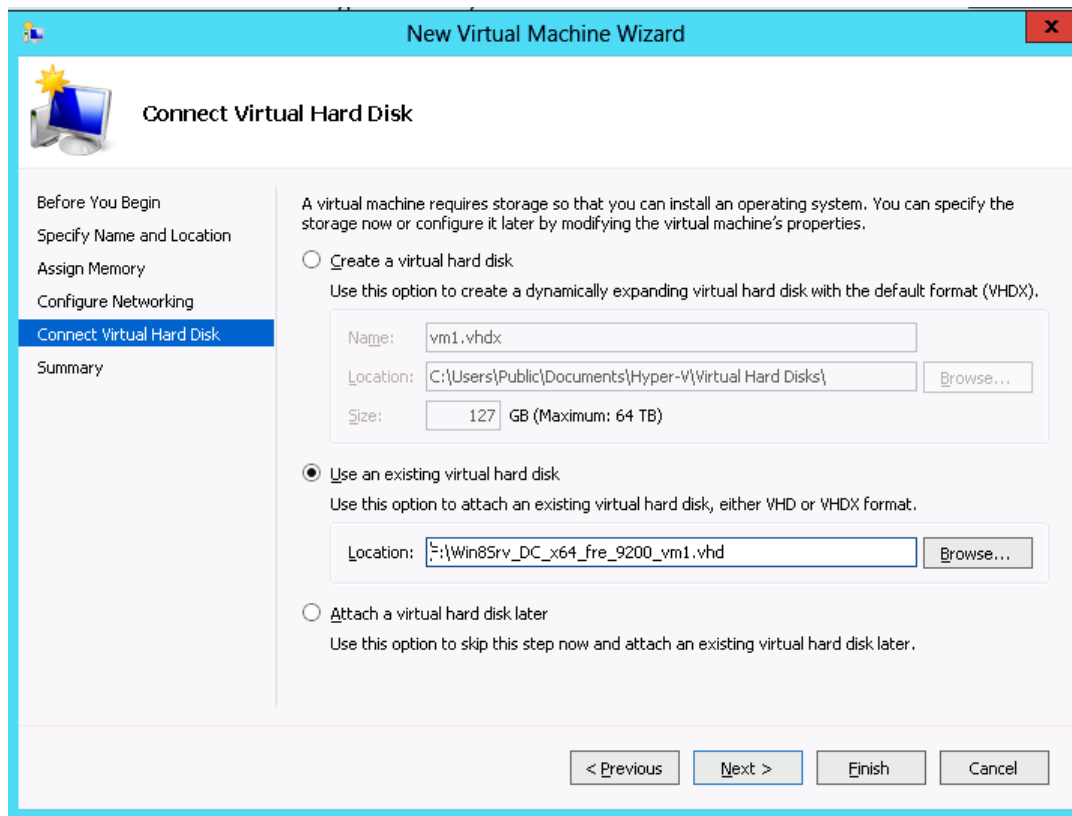 New Virtual Machine Wizard
x
Connect Virtual Hard Disk
Before You Begin
Specify Name and Location
Assign Memory
Configure Networking
Connect Virtual Hard Disk
Summary
A virtual machine requires storage so that you can install an operating system. You can specify the
storage now or configure it later by modifying the virtual machine's properties.
Create a virtual hard disk
Use this option to create a dynamically expanding virtual hard disk with the default format (VHDX).
Name: vm1.vhdx
Location: C:\Users\Public\Documents\Hyper-V\Virtual Hard Disks\ Browse...
Size: 127 GB (Maximum: 64 TB)
Use an existing virtual hard disk
Use this option to attach an existing virtual hard disk, either VHD or VHDX format.
Location: F:\Win8Srv_DC_x64_fre_9200_vm1.vhd Browse...
Attach a virtual hard disk later
Use this option to skip this step now and attach an existing virtual hard disk later.
< Previous Next > Finish Cancel